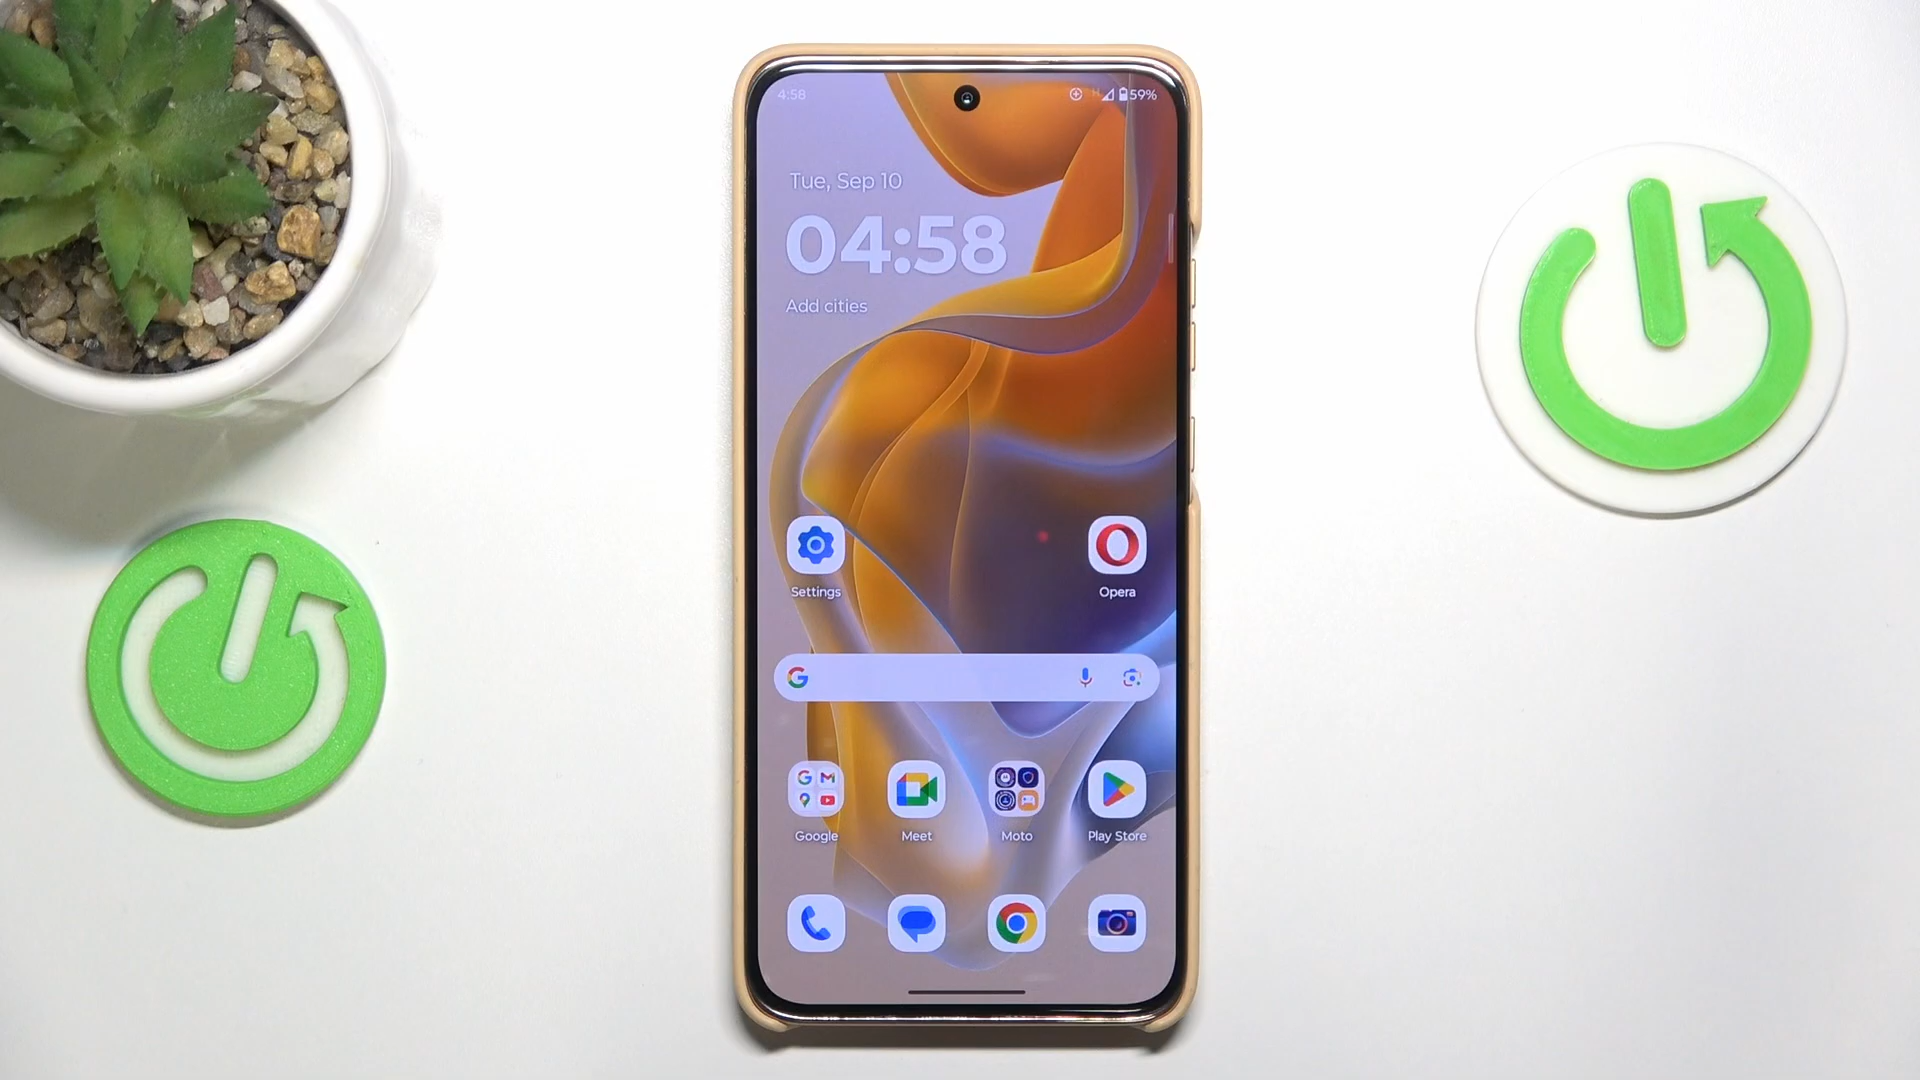 4:58
59%
Tue, Sep 10
04:58
Add cities
Settings
Opera
Google
Meet
Moto
Play Store